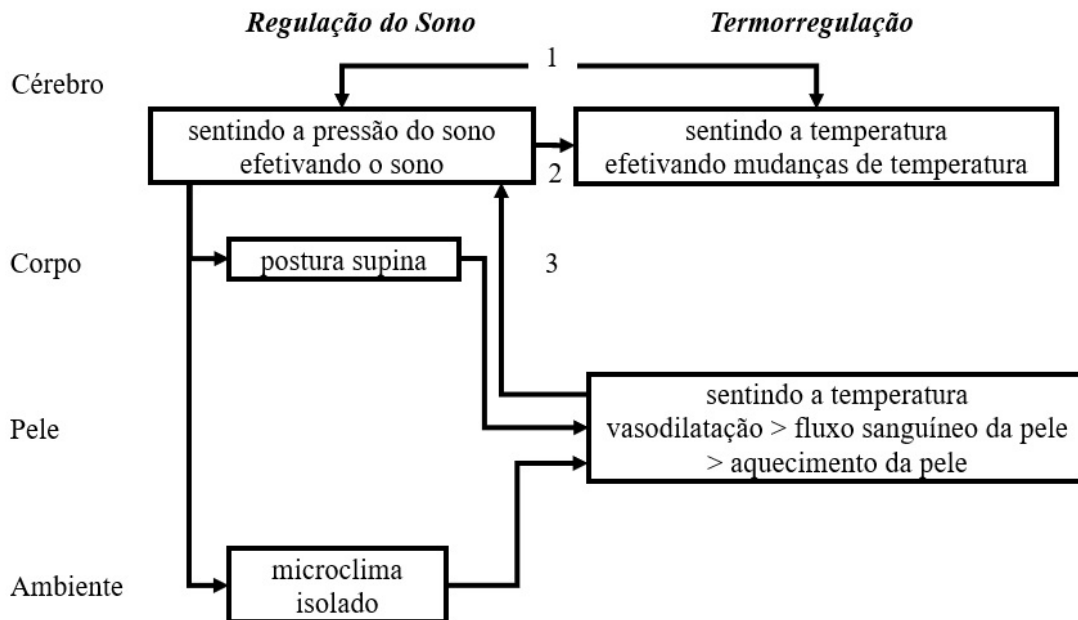 Regulação do Sono
Termorregulação
1
Cérebro
sentindo a pressão do sono
efetivando o sono
sentindo a temperatura
efetivando mudanças de temperatura
2
Corpo
postura supina
3
Pele
sentindo a temperatura
vasodilatação > fluxo sanguíneo da pele
> aquecimento da pele
Ambiente
microclima
isolado